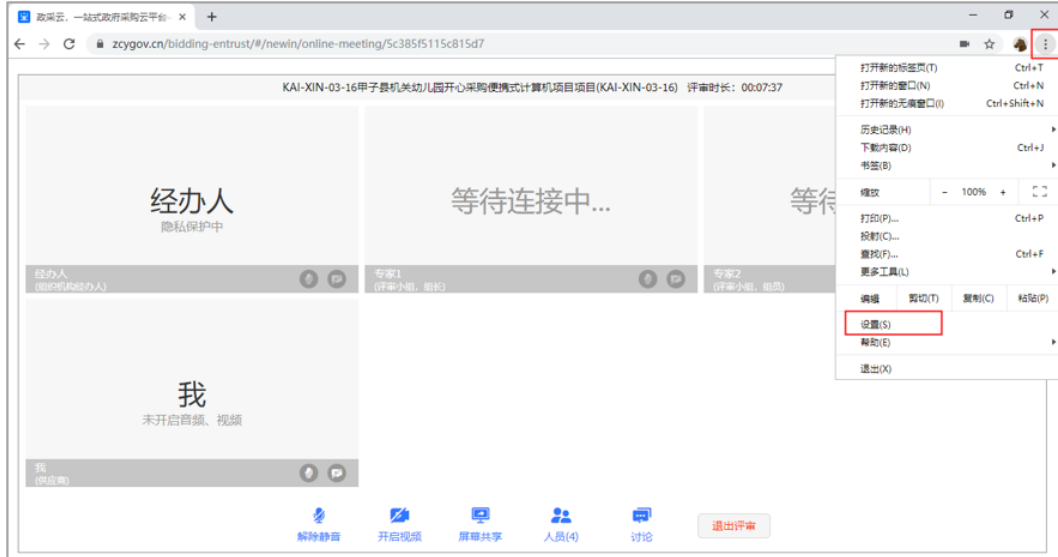 政采云，一站式政府采购云平台-
zcygov.cn/bidding-entrust/#/newin/online-meeting/5c385f5115c815d7
KAI-XIN-03-16甲子县机关幼儿园开心采购便携式计算机项目项目(KAI-XIN-03-16) 评审时长：00:07:37
经办人
隐私保护中
经办人
(组织机构经办人)
等待连接中...
专家1
(评审小组，组长)
等待
专家2
(评审小组，组员)
我
未开启音频、视频
我
(供应商)
解除静音
开启视频
屏幕共享
人员(4)
讨论
退出评审
打开新的标签页(T) Ctrl+T
打开新的窗口(N) Ctrl+N
打开新的无痕窗口(I) Ctrl+Shift+N
历史记录(H)
下载内容(D) Ctrl+J
书签(B)
缩放 - 100% +
打印(P)... Ctrl+P
投射(C)...
查找(F)... Ctrl+F
更多工具(L)
编辑 剪切(T) 复制(C) 粘贴(P)
设置(S)
帮助(E)
退出(X)